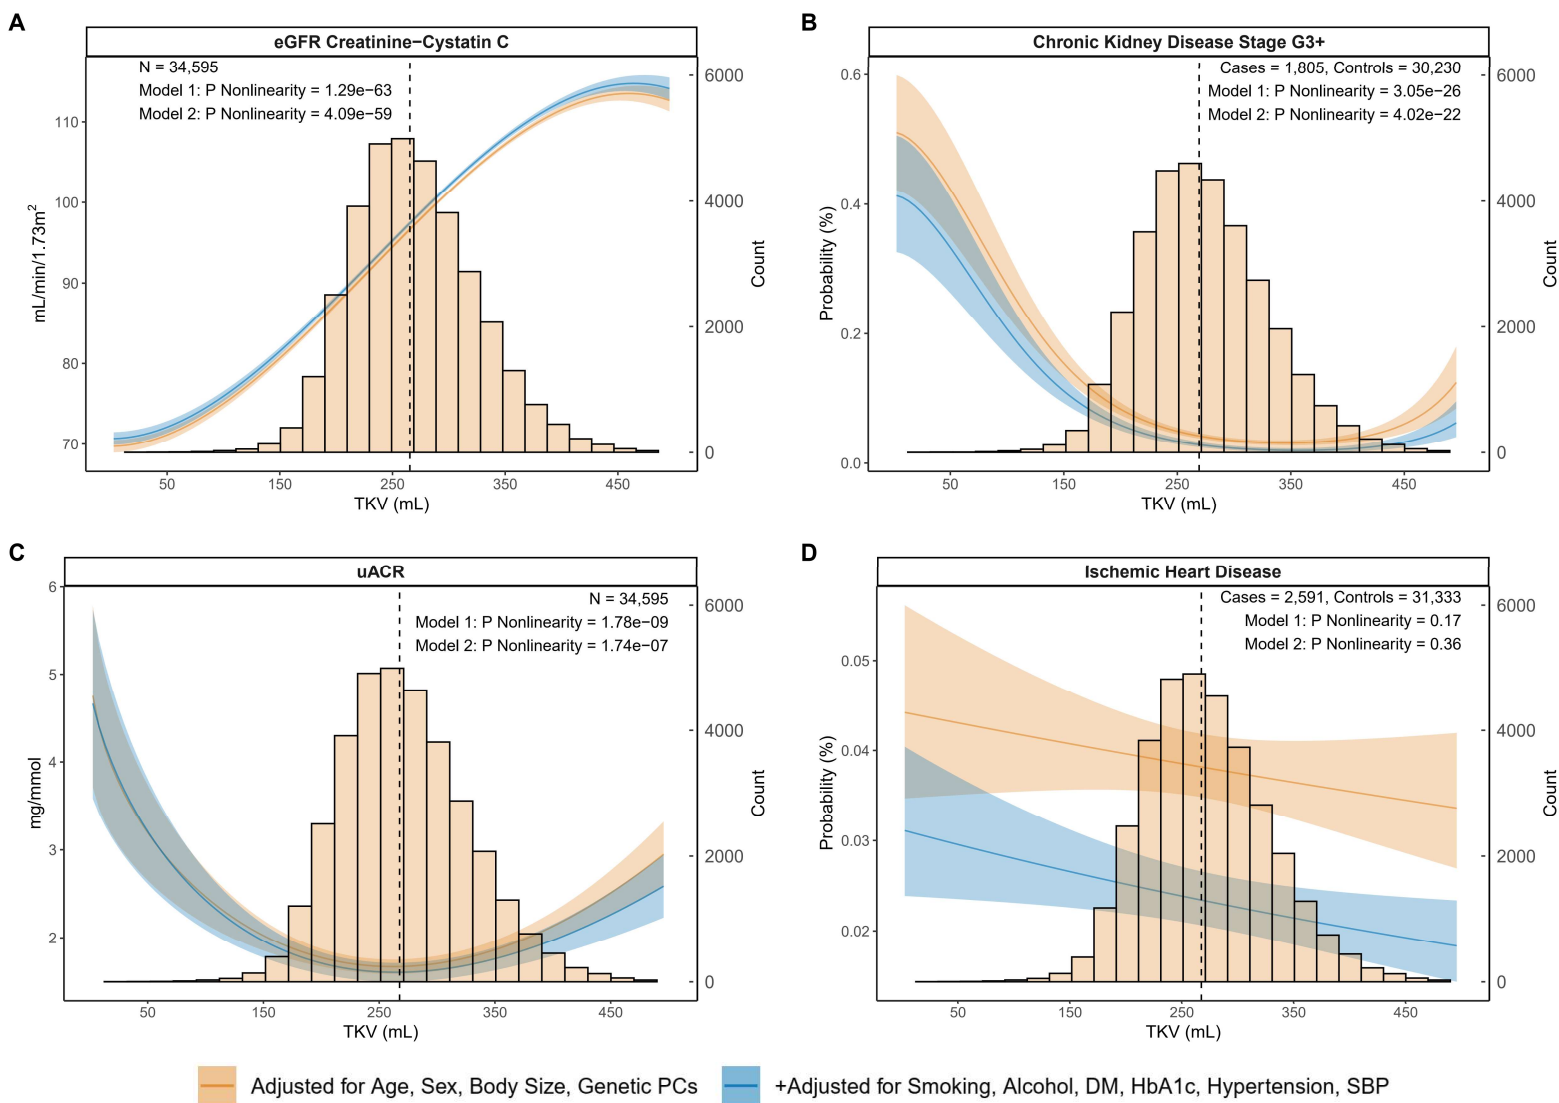 A
eGFR Creatinine−Cystatin C
N = 34,595
Model 1: P Nonlinearity = 1.29e−63
Model 2: P Nonlinearity = 4.09e−59
mL/min/1.73m²
110
100
90
80
70
6000
4000
2000
0
Count
50 150 250 350 450
TKV (mL)
B
Chronic Kidney Disease Stage G3+
Cases = 1,805, Controls = 30,230
Model 1: P Nonlinearity = 3.05e−26
Model 2: P Nonlinearity = 4.02e−22
Probability (%)
0.6
0.4
0.2
0.0
6000
4000
2000
0
Count
50 150 250 350 450
TKV (mL)
C
uACR
N = 34,595
Model 1: P Nonlinearity = 1.78e−09
Model 2: P Nonlinearity = 1.74e−07
mg/mmol
6
5
4
3
2
6000
4000
2000
0
Count
50 150 250 350 450
TKV (mL)
D
Ischemic Heart Disease
Cases = 2,591, Controls = 31,333
Model 1: P Nonlinearity = 0.17
Model 2: P Nonlinearity = 0.36
Probability (%)
0.05
0.04
0.03
0.02
6000
4000
2000
0
Count
50 150 250 350 450
TKV (mL)
Adjusted for Age, Sex, Body Size, Genetic PCs
+Adjusted for Smoking, Alcohol, DM, HbA1c, Hypertension, SBP